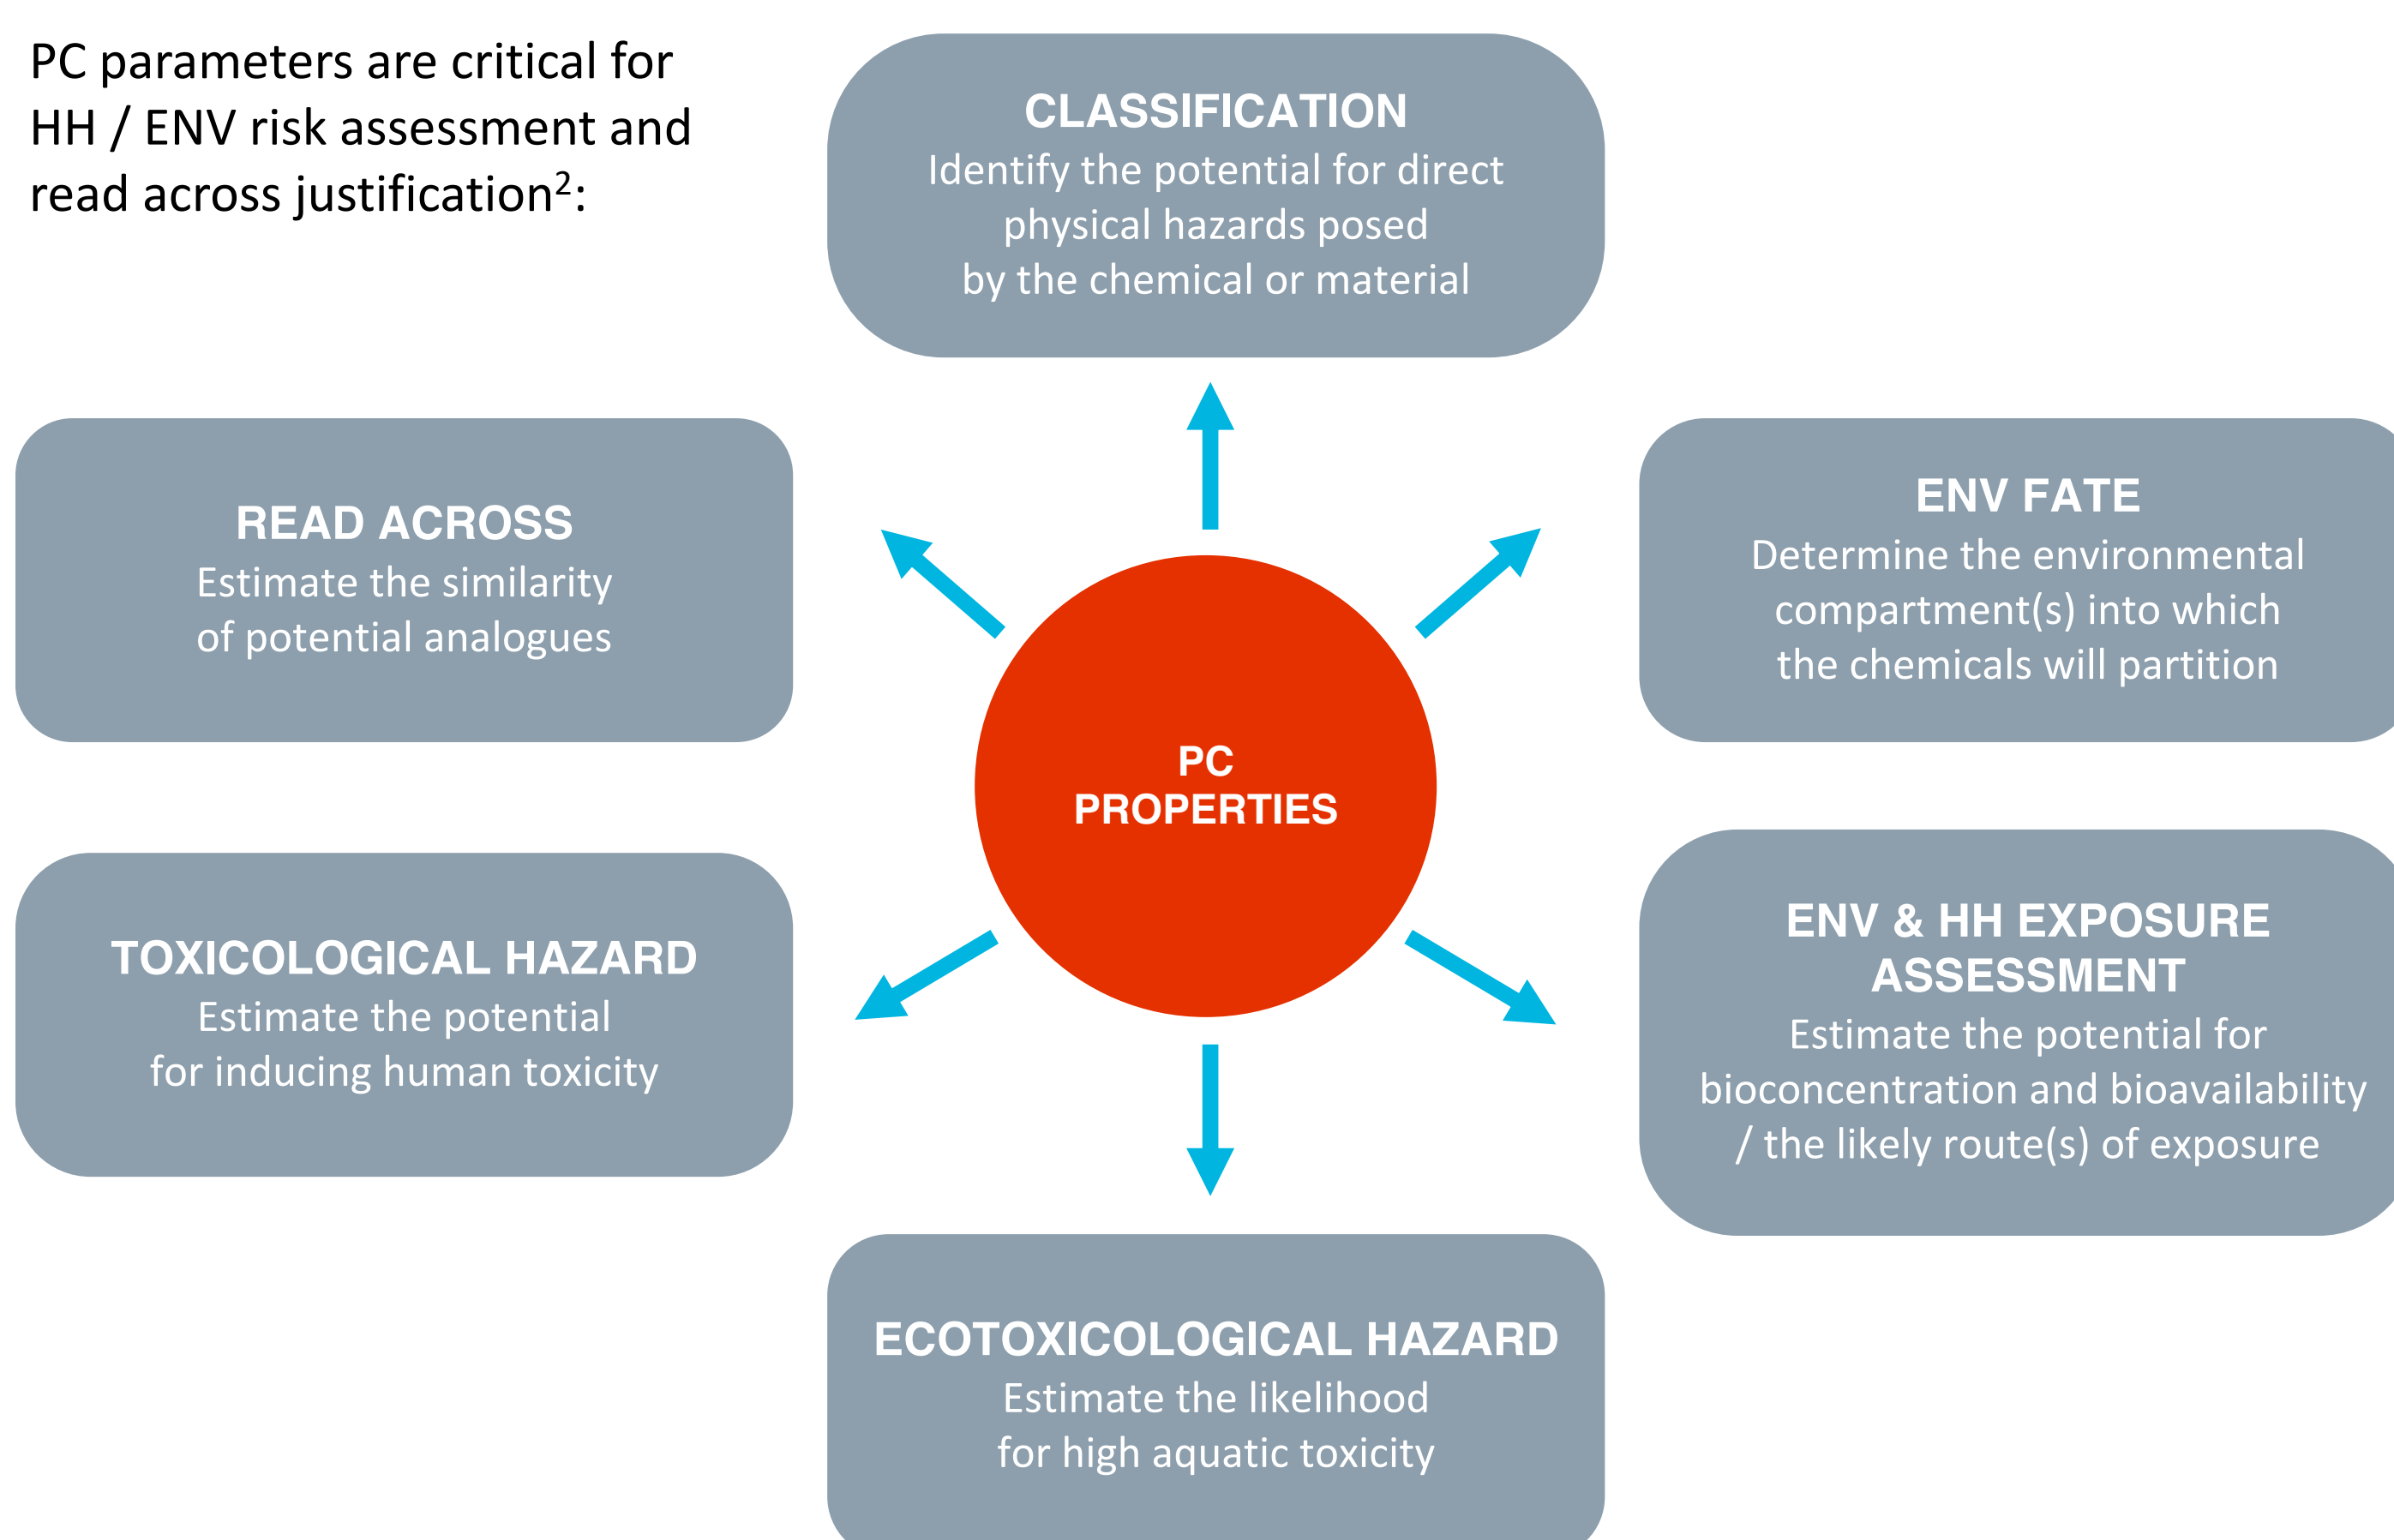 PC parameters are critical for
HH / ENV risk assessment and
read across justification²²:
CLASSIFICATION
Identify the potential for direct
physical hazards posed
by the chemical or material
READ ACROSS
Estimate the similarity
of potential analogues
ENV FATE
Determine the environmental
compartment(s) into which
the chemicals will partition
PC
PROPERTIES
TOXICOLOGICAL HAZARD
Estimate the potential
for inducing human toxicity
ENV & HH EXPOSURE
ASSESSMENT
Estimate the potential for
bioconcentration and bioavailability
/ the likely route(s) of exposure
ECOTOXICOLOGICAL HAZARD
Estimate the likelihood
for high aquatic toxicity